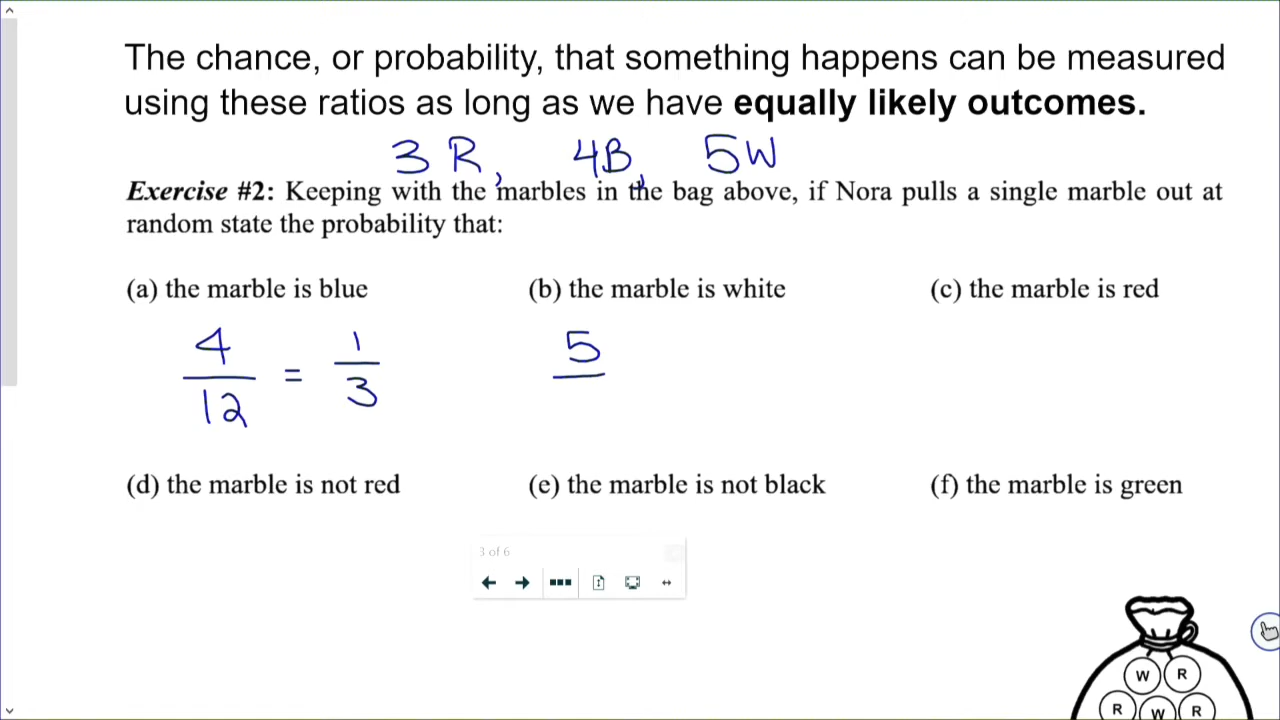 The chance, or probability, that something happens can be measured
using these ratios as long as we have equally likely outcomes.
3 R, 4B, 5W
Exercise #2: Keeping with the marbles in the bag above, if Nora pulls a single marble out at
random state the probability that:
(a) the marble is blue (b) the marble is white (c) the marble is red
4/12 = 1/3 5
(d) the marble is not red (e) the marble is not black (f) the marble is green
3 of 6
W R
R W R